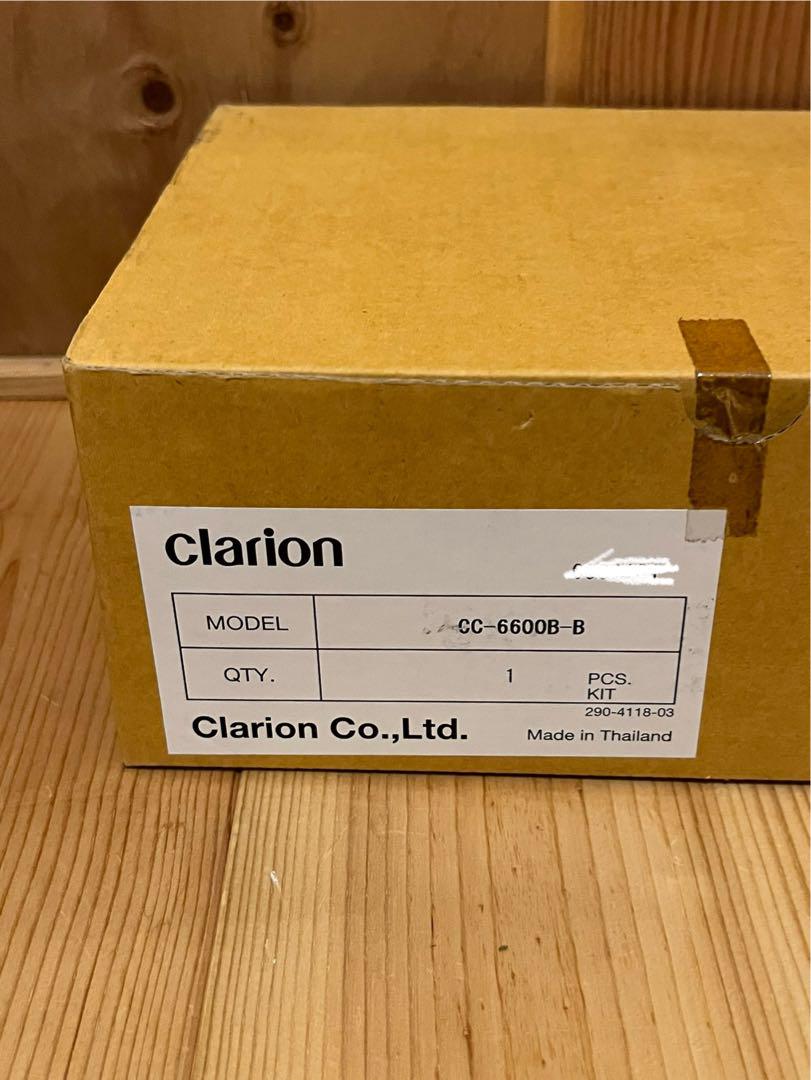 clarion
MODEL CC-6600B-B
QTY. 1 PCS.
KIT
290-4118-03
Clarion Co.,Ltd. Made in Thailand